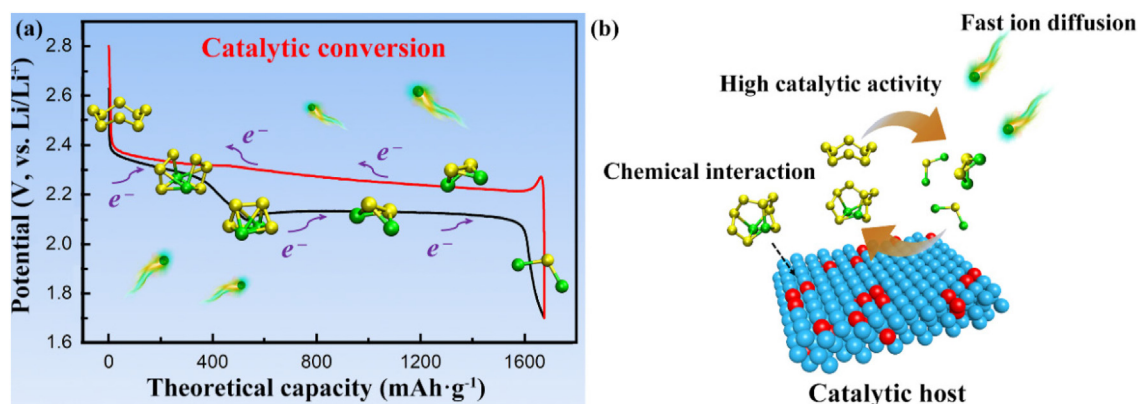 (a)
Catalytic conversion
Potential (V, vs. Li/Li⁺)
2.8
2.6
2.4
2.2
2.0
1.8
1.6
e⁻
e⁻
e⁻
e⁻
e⁻
e⁻
0
400
800
1200
1600
Theoretical capacity (mAh·g⁻¹)
(b)
Fast ion diffusion
High catalytic activity
Chemical interaction
Catalytic host